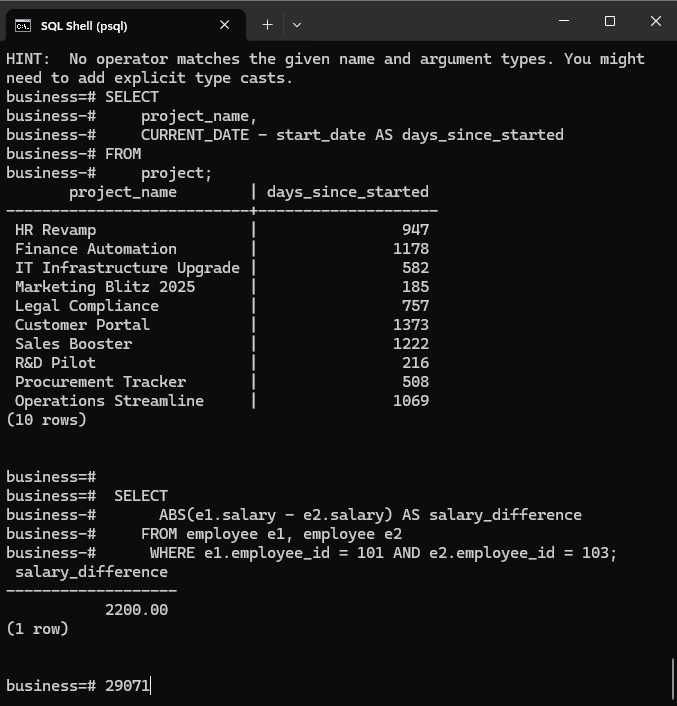 SQL Shell (psql)
HINT:  No operator matches the given name and argument types. You might
need to add explicit type casts.
business=# SELECT
business-#     project_name,
business-#     CURRENT_DATE - start_date AS days_since_started
business-# FROM
business-#     project;
       project_name        | days_since_started
---------------------------+--------------------
 HR Revamp                 |                947
 Finance Automation        |               1178
 IT Infrastructure Upgrade |                582
 Marketing Blitz 2025      |                185
 Legal Compliance          |                757
 Customer Portal           |               1373
 Sales Booster             |               1222
 R&D Pilot                 |                216
 Procurement Tracker       |                508
 Operations Streamline     |               1069
(10 rows)
business=#
business=#  SELECT
business-#       ABS(e1.salary - e2.salary) AS salary_difference
business-#     FROM employee e1, employee e2
business-#      WHERE e1.employee_id = 101 AND e2.employee_id = 103;
 salary_difference
-------------------
           2200.00
(1 row)
business=# 29071